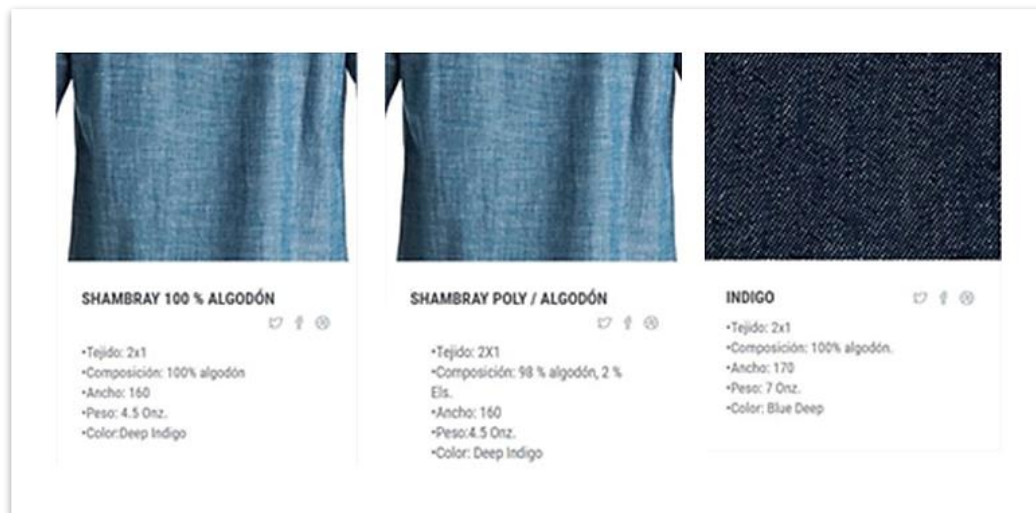 SHAMBRAY 100 % ALGODÓN
•Tejido: 2x1
•Composición: 100% algodón
•Ancho: 160
•Peso: 4.5 Onz.
•Color:Deep Indigo
SHAMBRAY POLY / ALGODÓN
•Tejido: 2X1
•Composición: 98 % algodón, 2 %
Els.
•Ancho: 160
•Peso:4.5 Onz.
•Color: Deep Indigo
INDIGO
•Tejido: 2x1
•Composición: 100% algodón.
•Ancho: 170
•Peso: 7 Onz.
•Color: Blue Deep